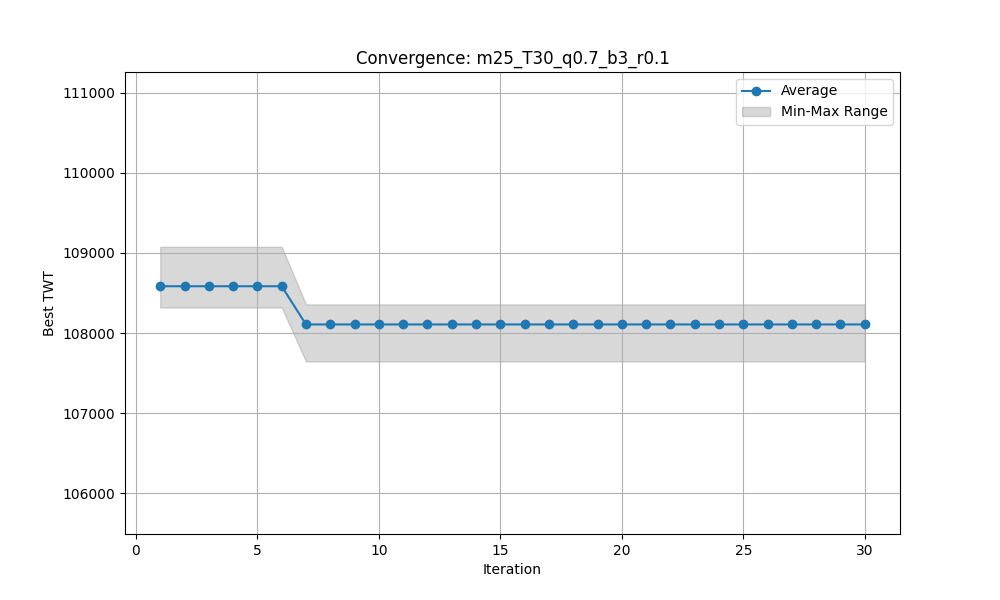 Convergence: m25_T30_q0.7_b3_r0.1
Average
Min-Max Range
Best TWT
111000
110000
109000
108000
107000
106000
0 5 10 15 20 25 30
Iteration